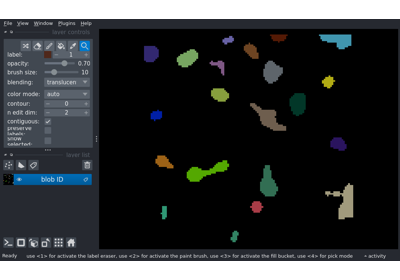 File View Window Plugins Help
layer controls
label: 1
opacity: 0.70
brush size: 10
blending: translucen
color mode: auto
contour: 0
n edit dim: 2
contiguous:
preserve labels:
show selected:
layer list
blob ID
Ready use <1> for activate the label eraser, use <2> for activate the paint brush, use <3> for activate the fill bucket, use <4> for pick mode activity